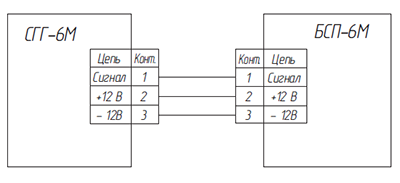 СГГ-6М БСП-6М
Цепь Конт. Конт. Цепь
Сигнал 1 1 Сигнал
+12 В 2 2 +12 В
- 12В 3 3 - 12В